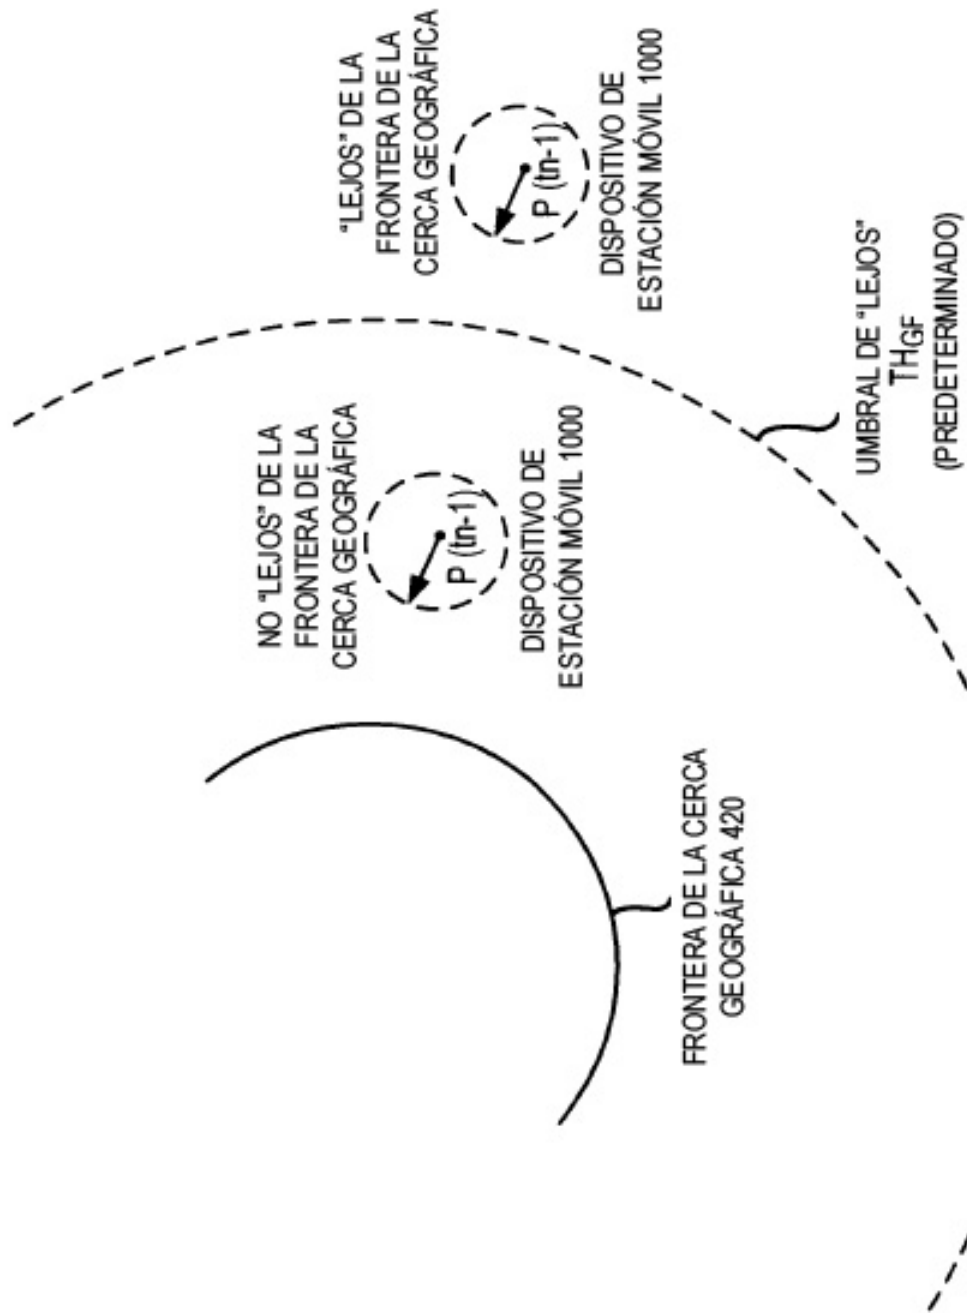 "LEJOS" DE LA
FRONTERA DE LA
CERCA GEOGRÁFICA
P (tn-1)
DISPOSITIVO DE
ESTACIÓN MÓVIL 1000
NO "LEJOS" DE LA
FRONTERA DE LA
CERCA GEOGRÁFICA
P (tn-1)
DISPOSITIVO DE
ESTACIÓN MÓVIL 1000
UMBRAL DE "LEJOS"
THGF
(PREDETERMINADO)
FRONTERA DE LA CERCA
GEOGRÁFICA 420